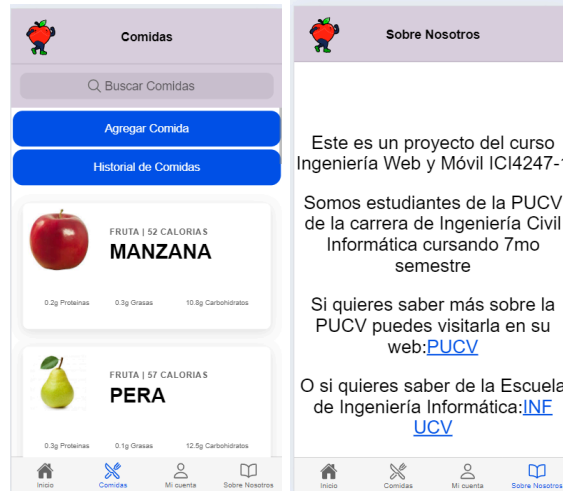 Comidas
Buscar Comidas
Agregar Comida
Historial de Comidas
FRUTA | 52 CALORIAS
MANZANA
0.2g Proteinas 0.3g Grasas 10.8g Carbohidratos
FRUTA | 57 CALORIAS
PERA
0.3g Proteinas 0.1g Grasas 12.5g Carbohidratos
Inicio Comidas Mi cuenta Sobre Nosotros
Sobre Nosotros
Este es un proyecto del curso
Ingeniería Web y Móvil ICI4247-1
Somos estudiantes de la PUCV
de la carrera de Ingeniería Civil
Informática cursando 7mo
semestre
Si quieres saber más sobre la
PUCV puedes visitarla en su
web:PUCV
O si quieres saber de la Escuela
de Ingeniería Informática:INF
UCV
Inicio Comidas Mi cuenta Sobre Nosotros